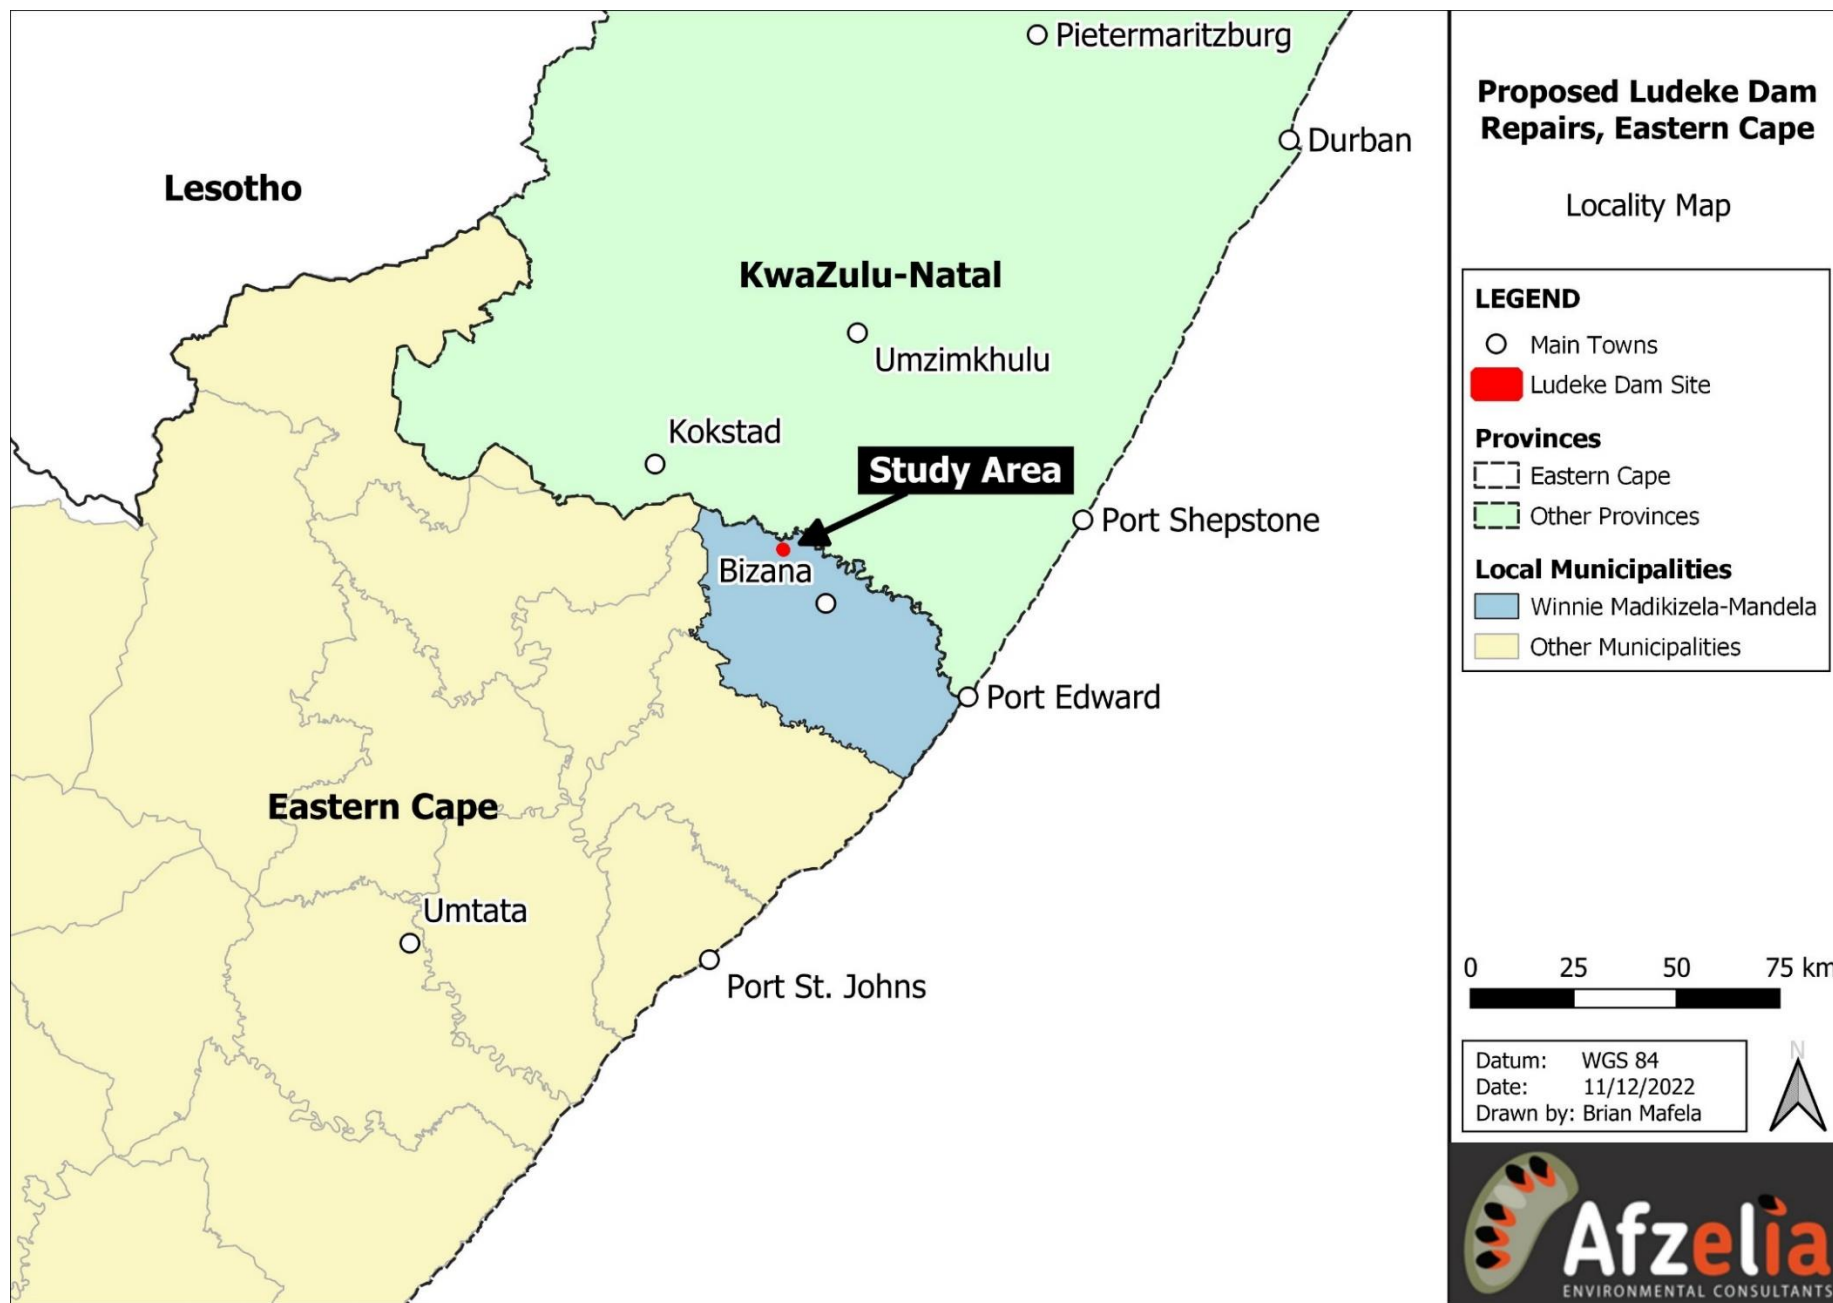 Pietermaritzburg
Durban
Lesotho
KwaZulu-Natal
Umzimkhulu
Kokstad
Study Area
Port Shepstone
Bizana
Port Edward
Eastern Cape
Umtata
Port St. Johns
Proposed Ludeke Dam
Repairs, Eastern Cape
Locality Map
LEGEND
Main Towns
Ludeke Dam Site
Provinces
Eastern Cape
Other Provinces
Local Municipalities
Winnie Madikizela-Mandela
Other Municipalities
0 25 50 75 km
Datum: WGS 84
Date: 11/12/2022
Drawn by: Brian Mafela
N
Afzelia
ENVIRONMENTAL CONSULTANTS